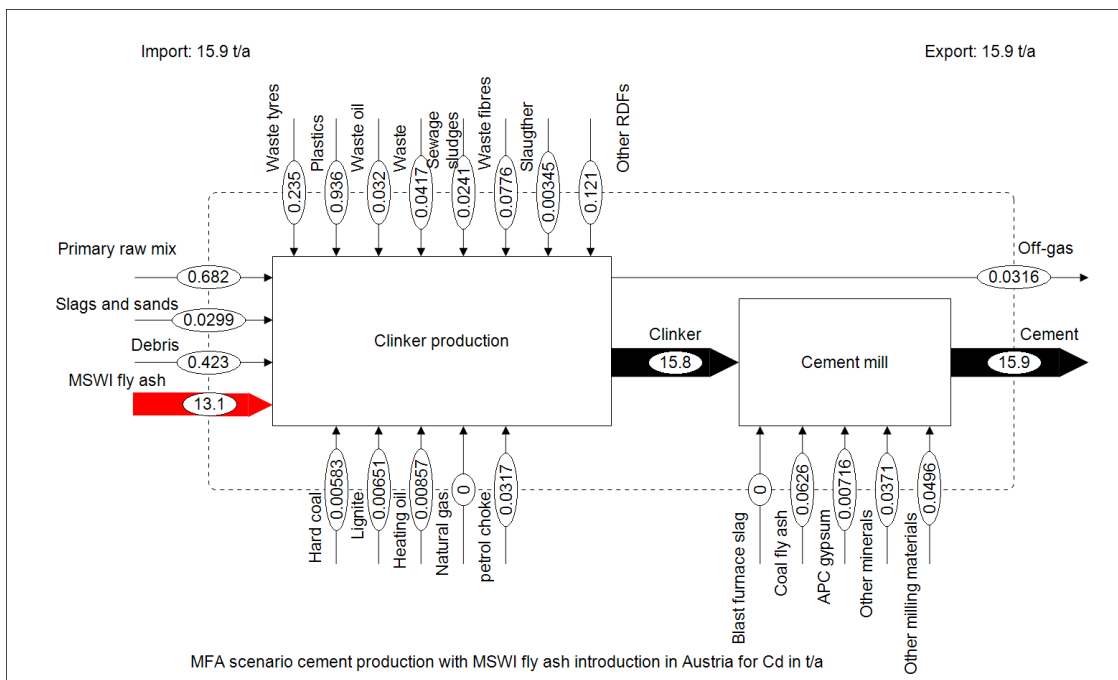 Import: 15.9 t/a
Export: 15.9 t/a
Waste tyres
Plastics
Waste oil
Waste
Sewage
sludges
Waste fibres
Slaugther
Other RDFs
0.235
0.936
0.032
0.0417
0.0241
0.0776
0.00345
0.121
Primary raw mix
0.682
Slags and sands
0.0299
Debris
0.423
MSWI fly ash
13.1
Clinker production
Off-gas
0.0316
Clinker
15.8
Cement mill
Cement
15.9
Hard coal
0.00583
Lignite
0.00651
Heating oil
0.00857
Natural gas
0
petrol choke
0.0317
Blast furnace slag
0
Coal fly ash
0.0626
APC gypsum
0.00716
Other minerals
0.0371
Other milling materials
0.0496
MFA scenario cement production with MSWI fly ash introduction in Austria for Cd in t/a